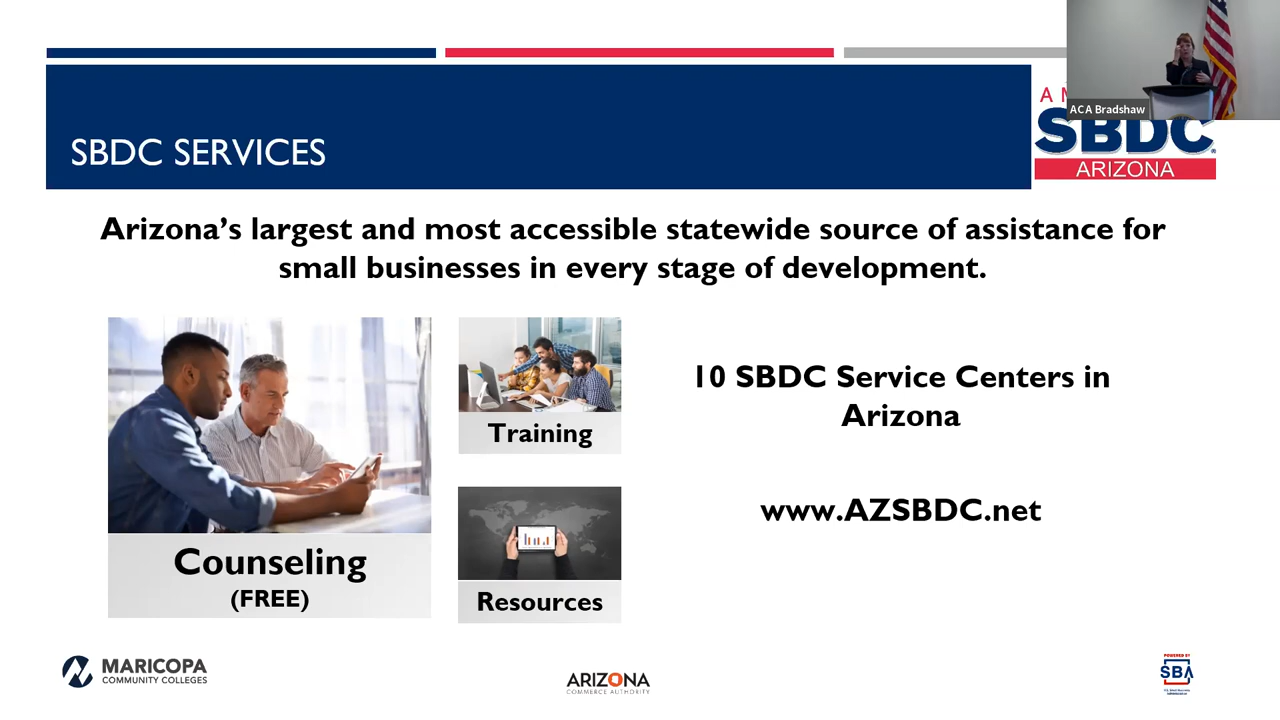 SBDC SERVICES
ACA Bradshaw
SBDC
ARIZONA
Arizona’s largest and most accessible statewide source of assistance for
small businesses in every stage of development.
Counseling
(FREE)
Training
Resources
10 SBDC Service Centers in
Arizona
www.AZSBDC.net
MARICOPA
COMMUNITY COLLEGES
ARIZONA
COMMERCE AUTHORITY
POWERED BY
SBA